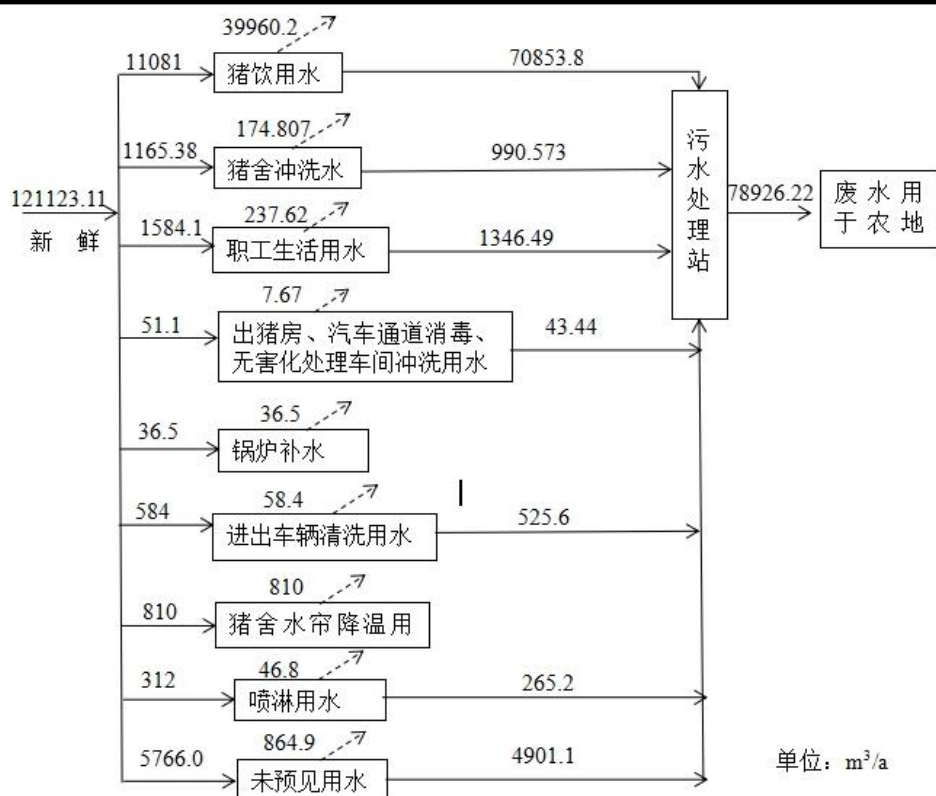 39960.2
11081
猪饮用水
70853.8
174.807
1165.38
猪舍冲洗水
990.573
污水处理站
121123.11
新 鲜
78926.22
废水用
于农地
237.62
1584.1
职工生活用水
1346.49
7.67
51.1
出猪房、汽车通道消毒、
无害化处理车间冲洗用水
43.44
36.5
36.5
锅炉补水
58.4
584
进出车辆清洗用水
525.6
810
810
猪舍水帘降温用
46.8
312
喷淋用水
265.2
864.9
5766.0
未预见用水
4901.1
单位：m³/a